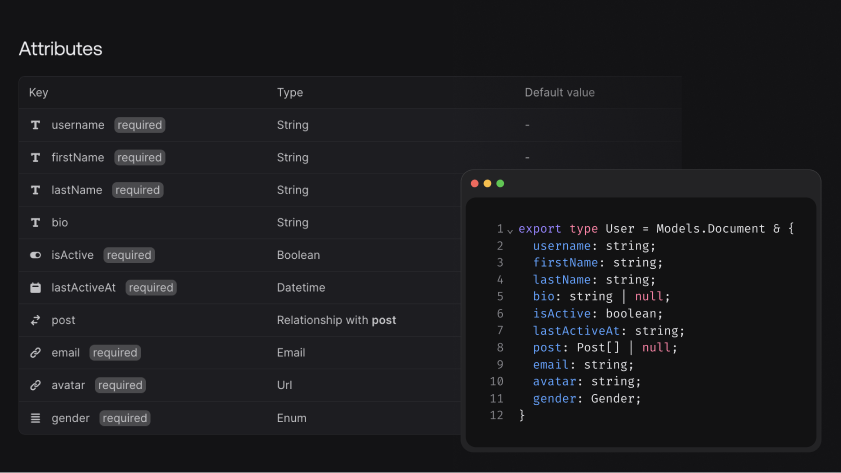 Attributes
Key Type Default value
username required String -
firstName required String -
lastName required String
bio String
isActive required Boolean
lastActiveAt required Datetime
post Relationship with post
email required Email
avatar required Url
gender required Enum
1 export type User = Models.Document & {
2 username: string;
3 firstName: string;
4 lastName: string;
5 bio: string | null;
6 isActive: boolean;
7 lastActiveAt: string;
8 post: Post[] | null;
9 email: string;
10 avatar: string;
11 gender: Gender;
12 }